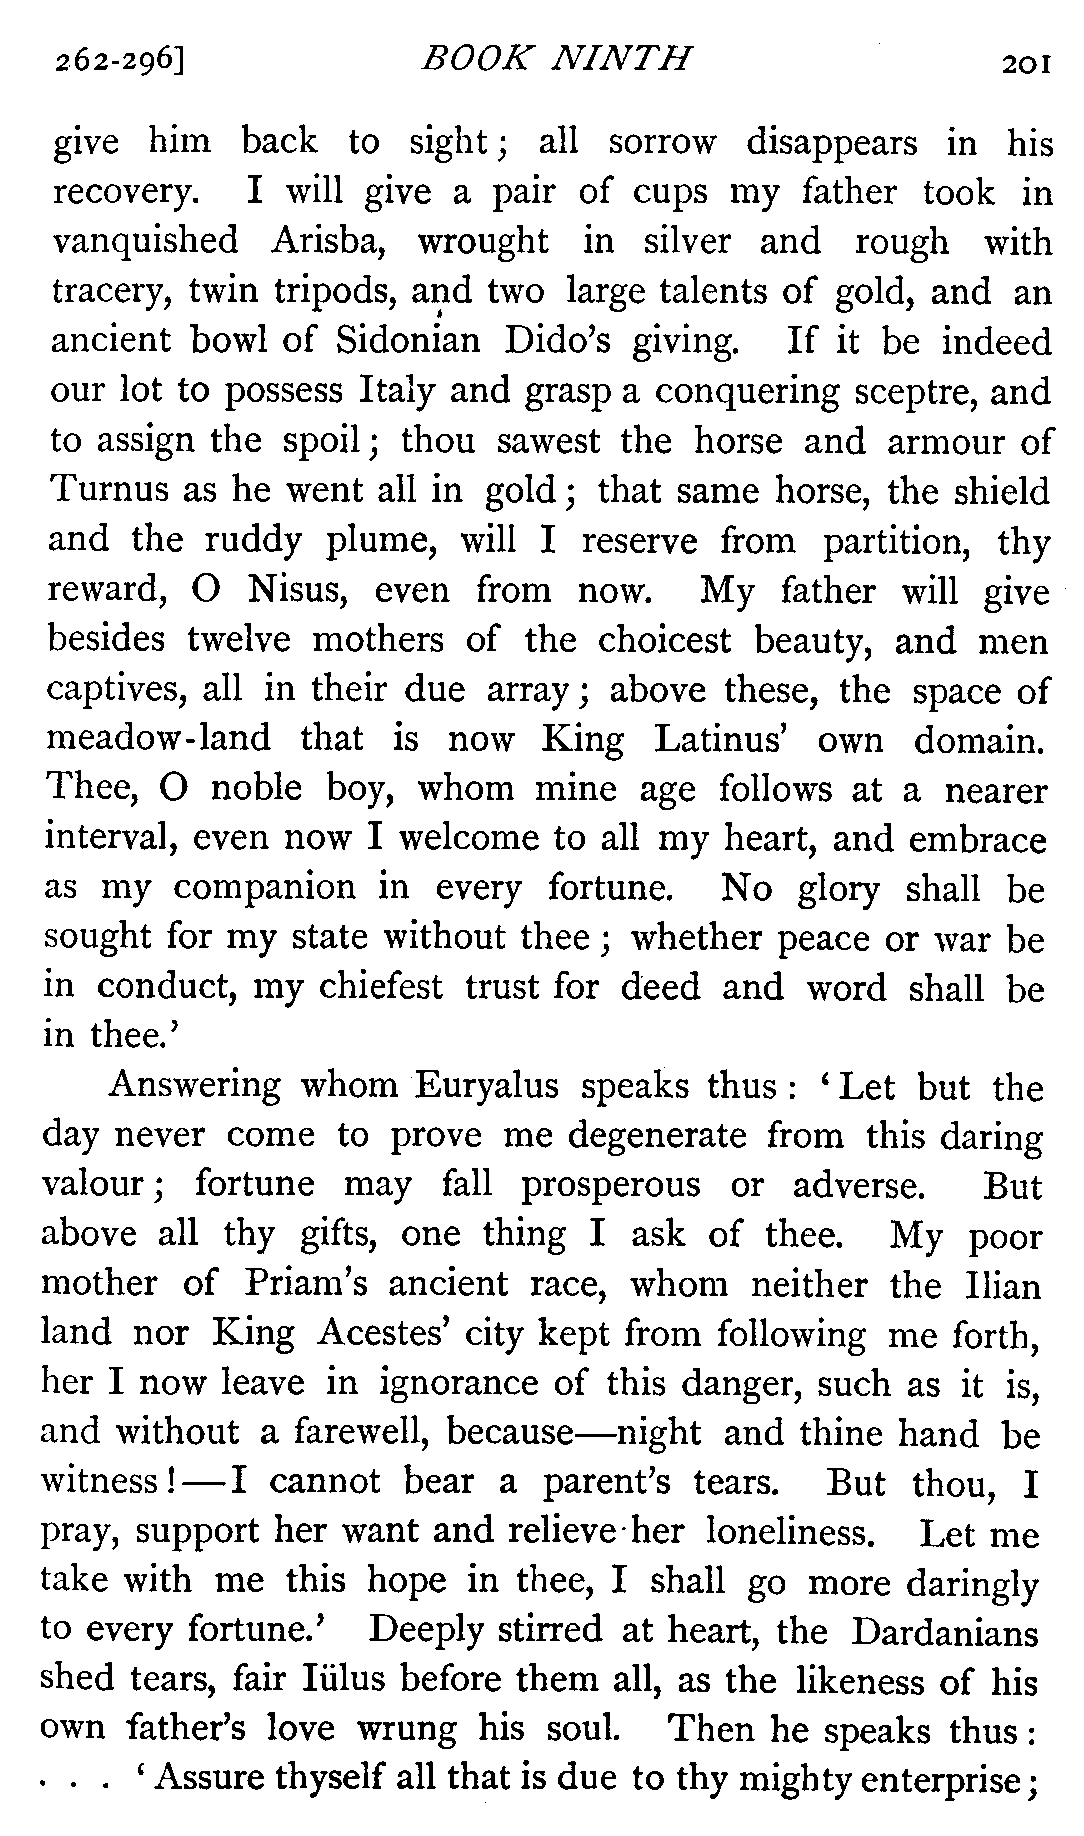 262-296] BOOK NINTH 201
give him back to sight ; all sorrow disappears in his
recovery. I will give a pair of cups my father took in
vanquished Arisba, wrought in silver and rough with
tracery, twin tripods, and two large talents of gold, and an
ancient bowl of Sidonian Dido's giving. If it be indeed
our lot to possess Italy and grasp a conquering sceptre, and
to assign the spoil ; thou sawest the horse and armour of
Turnus as he went all in gold ; that same horse, the shield
and the ruddy plume, will I reserve from partition, thy
reward, O Nisus, even from now. My father will give
besides twelve mothers of the choicest beauty, and men
captives, all in their due array ; above these, the space of
meadow-land that is now King Latinus' own domain.
Thee, O noble boy, whom mine age follows at a nearer
interval, even now I welcome to all my heart, and embrace
as my companion in every fortune. No glory shall be
sought for my state without thee ; whether peace or war be
in conduct, my chiefest trust for deed and word shall be
in thee.'
Answering whom Euryalus speaks thus : ‘ Let but the
day never come to prove me degenerate from this daring
valour ; fortune may fall prosperous or adverse. But
above all thy gifts, one thing I ask of thee. My poor
mother of Priam's ancient race, whom neither the Ilian
land nor King Acestes' city kept from following me forth,
her I now leave in ignorance of this danger, such as it is,
and without a farewell, because—night and thine hand be
witness !—I cannot bear a parent's tears. But thou, I
pray, support her want and relieve her loneliness. Let me
take with me this hope in thee, I shall go more daringly
to every fortune.' Deeply stirred at heart, the Dardanians
shed tears, fair Iülus before them all, as the likeness of his
own father's love wrung his soul. Then he speaks thus :
. . . ‘ Assure thyself all that is due to thy mighty enterprise ;